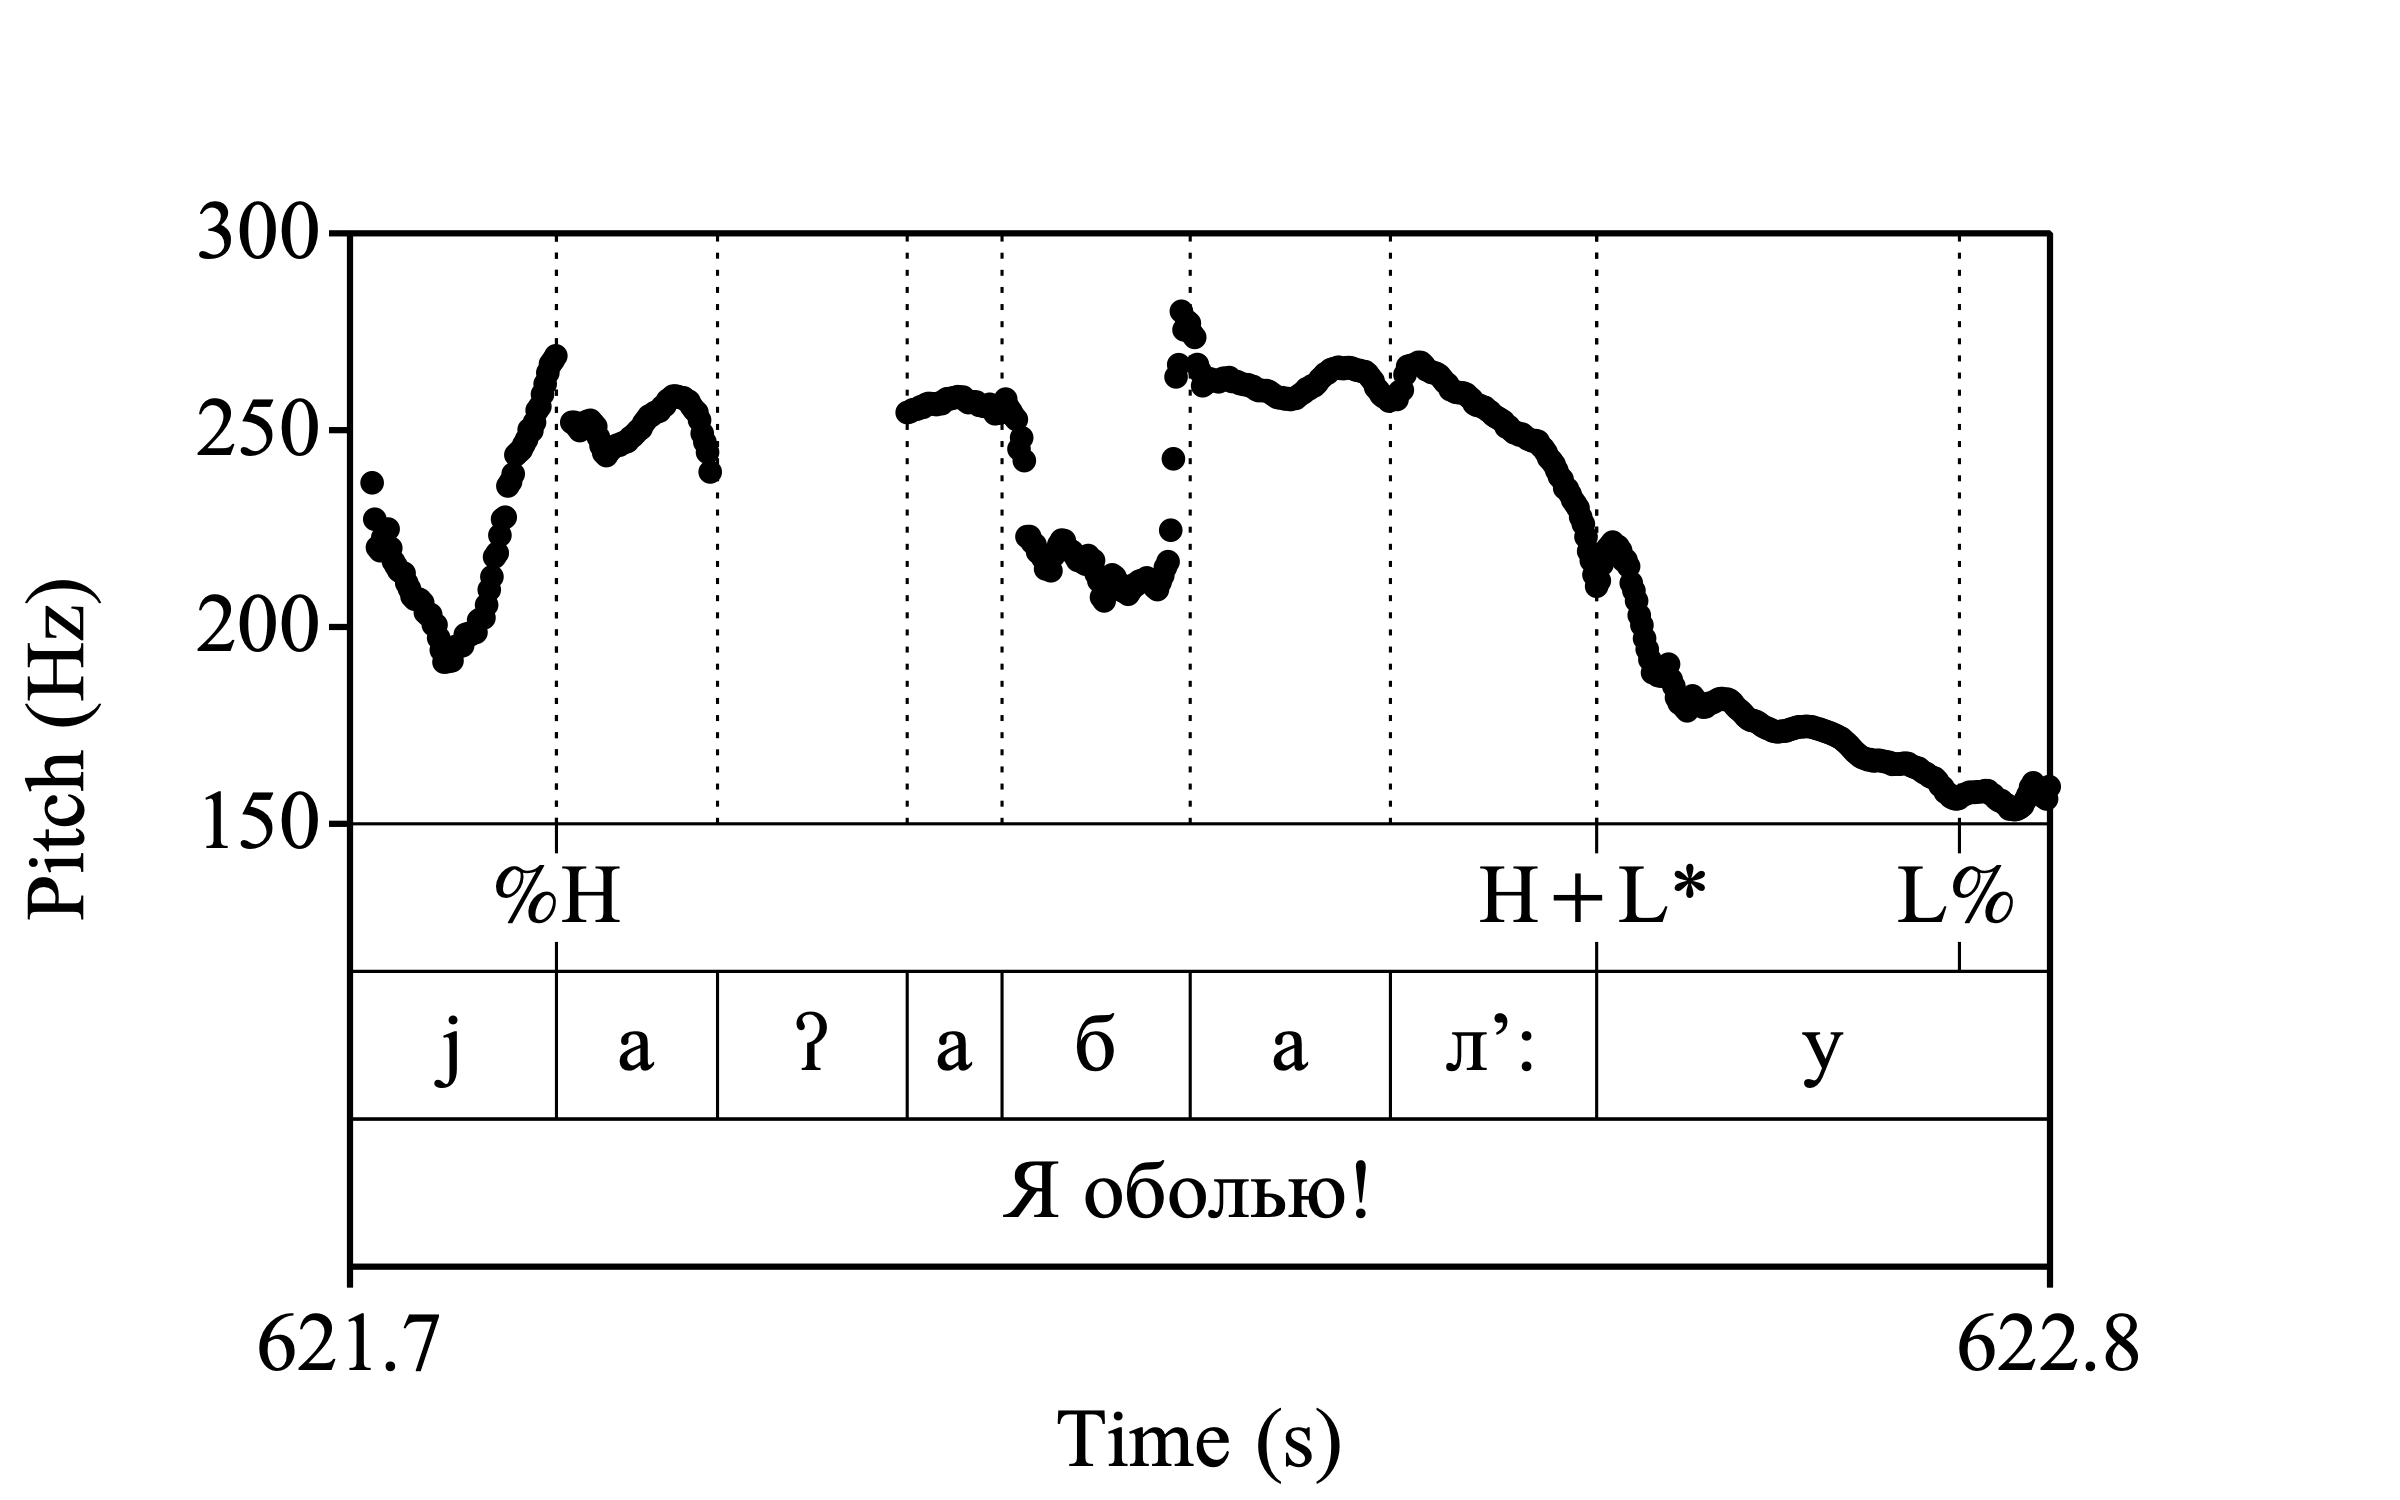 300
250
200
150
Pitch (Hz)
%H H+L* L%
j а ʔ а б а л’: у
Я оболью!
621.7 622.8
Time (s)